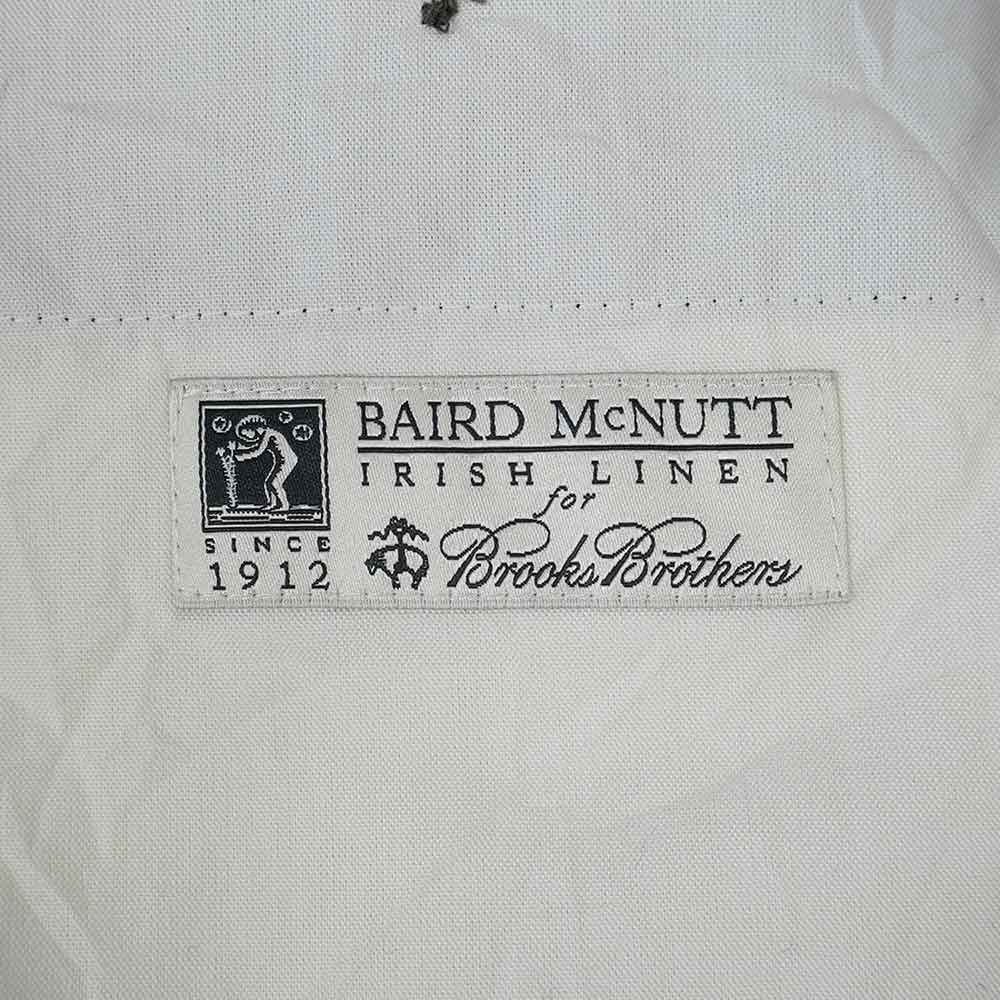 BAIRD McNUTT
IRISH LINEN
for
Brooks Brothers
SINCE
1912